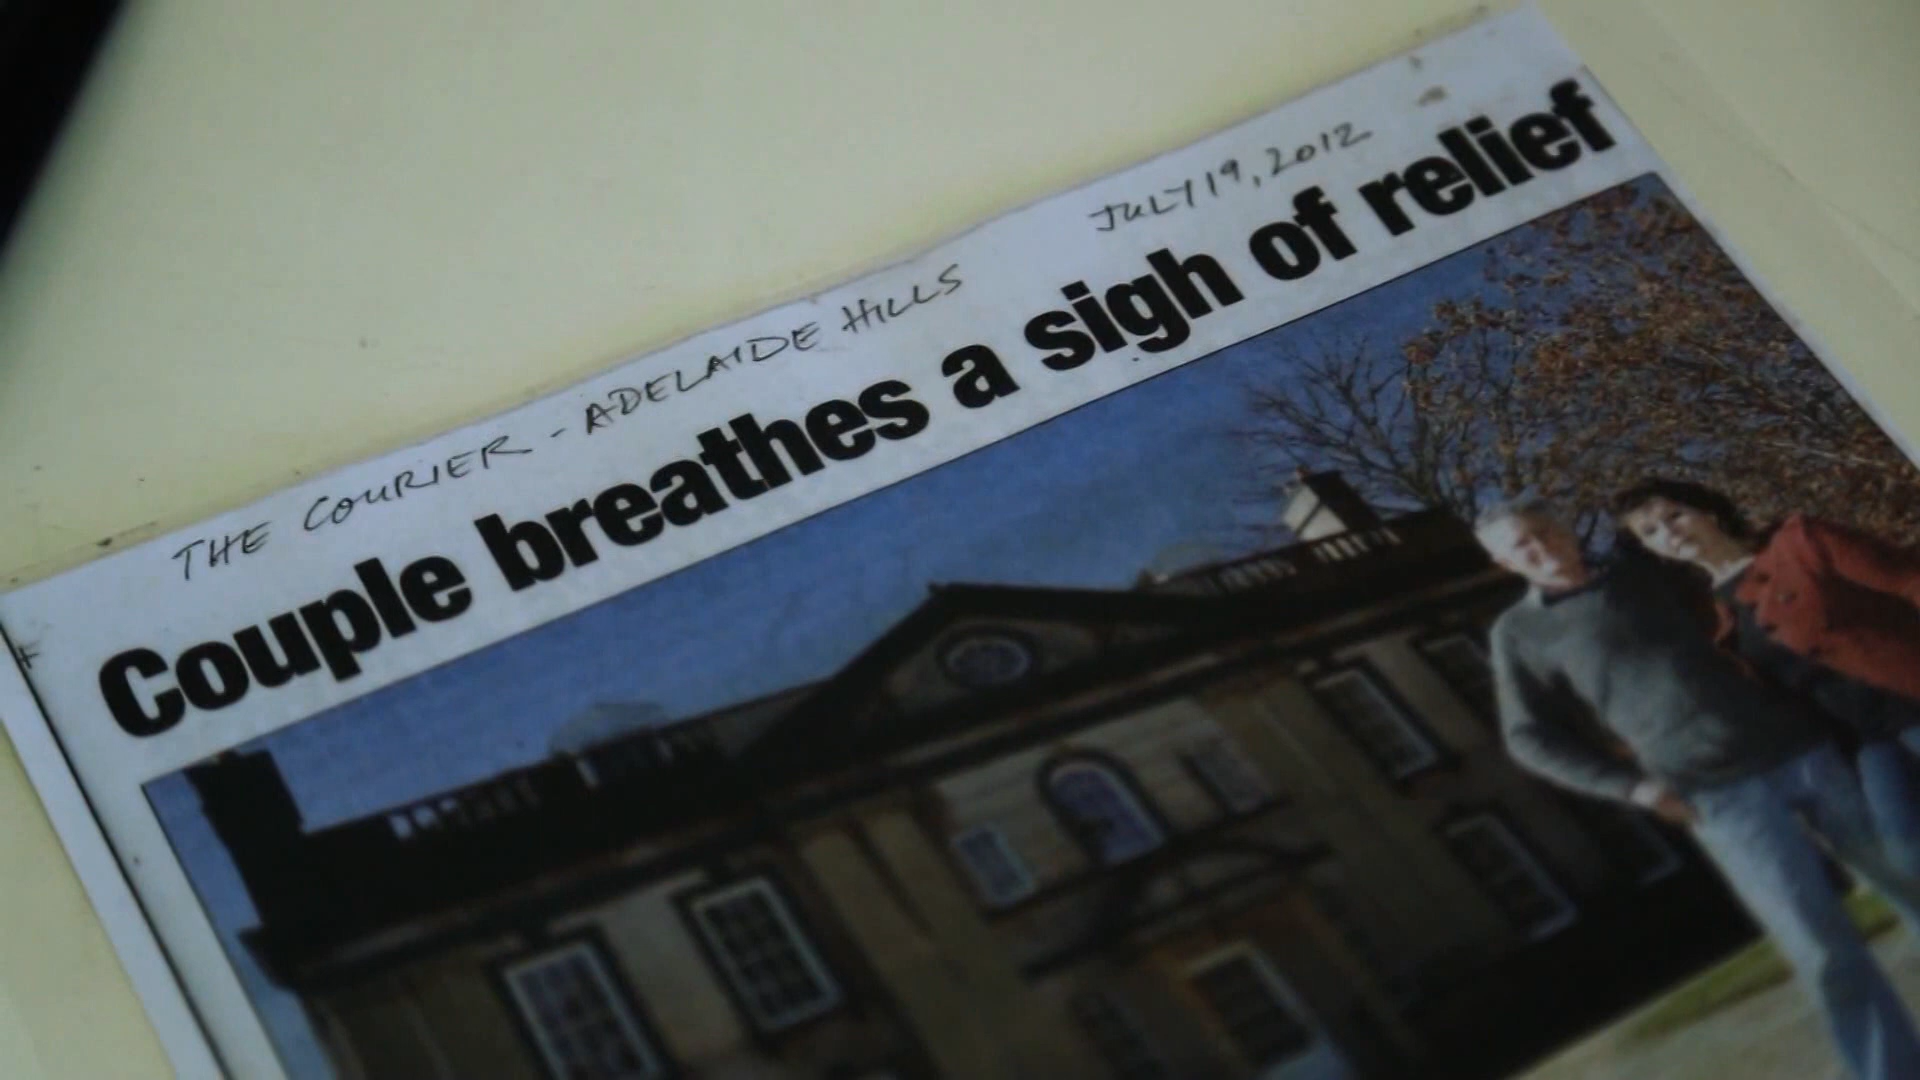 THE COURIER - ADELAIDE HILLS JULY 19, 2012
Couple breathes a sigh of relief